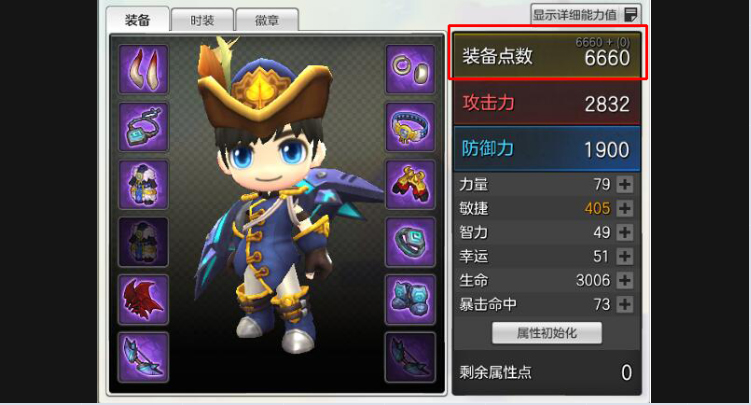 装备 时装 徽章 显示详细能力值
6660 + (0)
装备点数 6660
攻击力 2832
防御力 1900
力量 79
敏捷 405
智力 49
幸运 51
生命 3006
暴击命中 73
属性初始化
剩余属性点 0